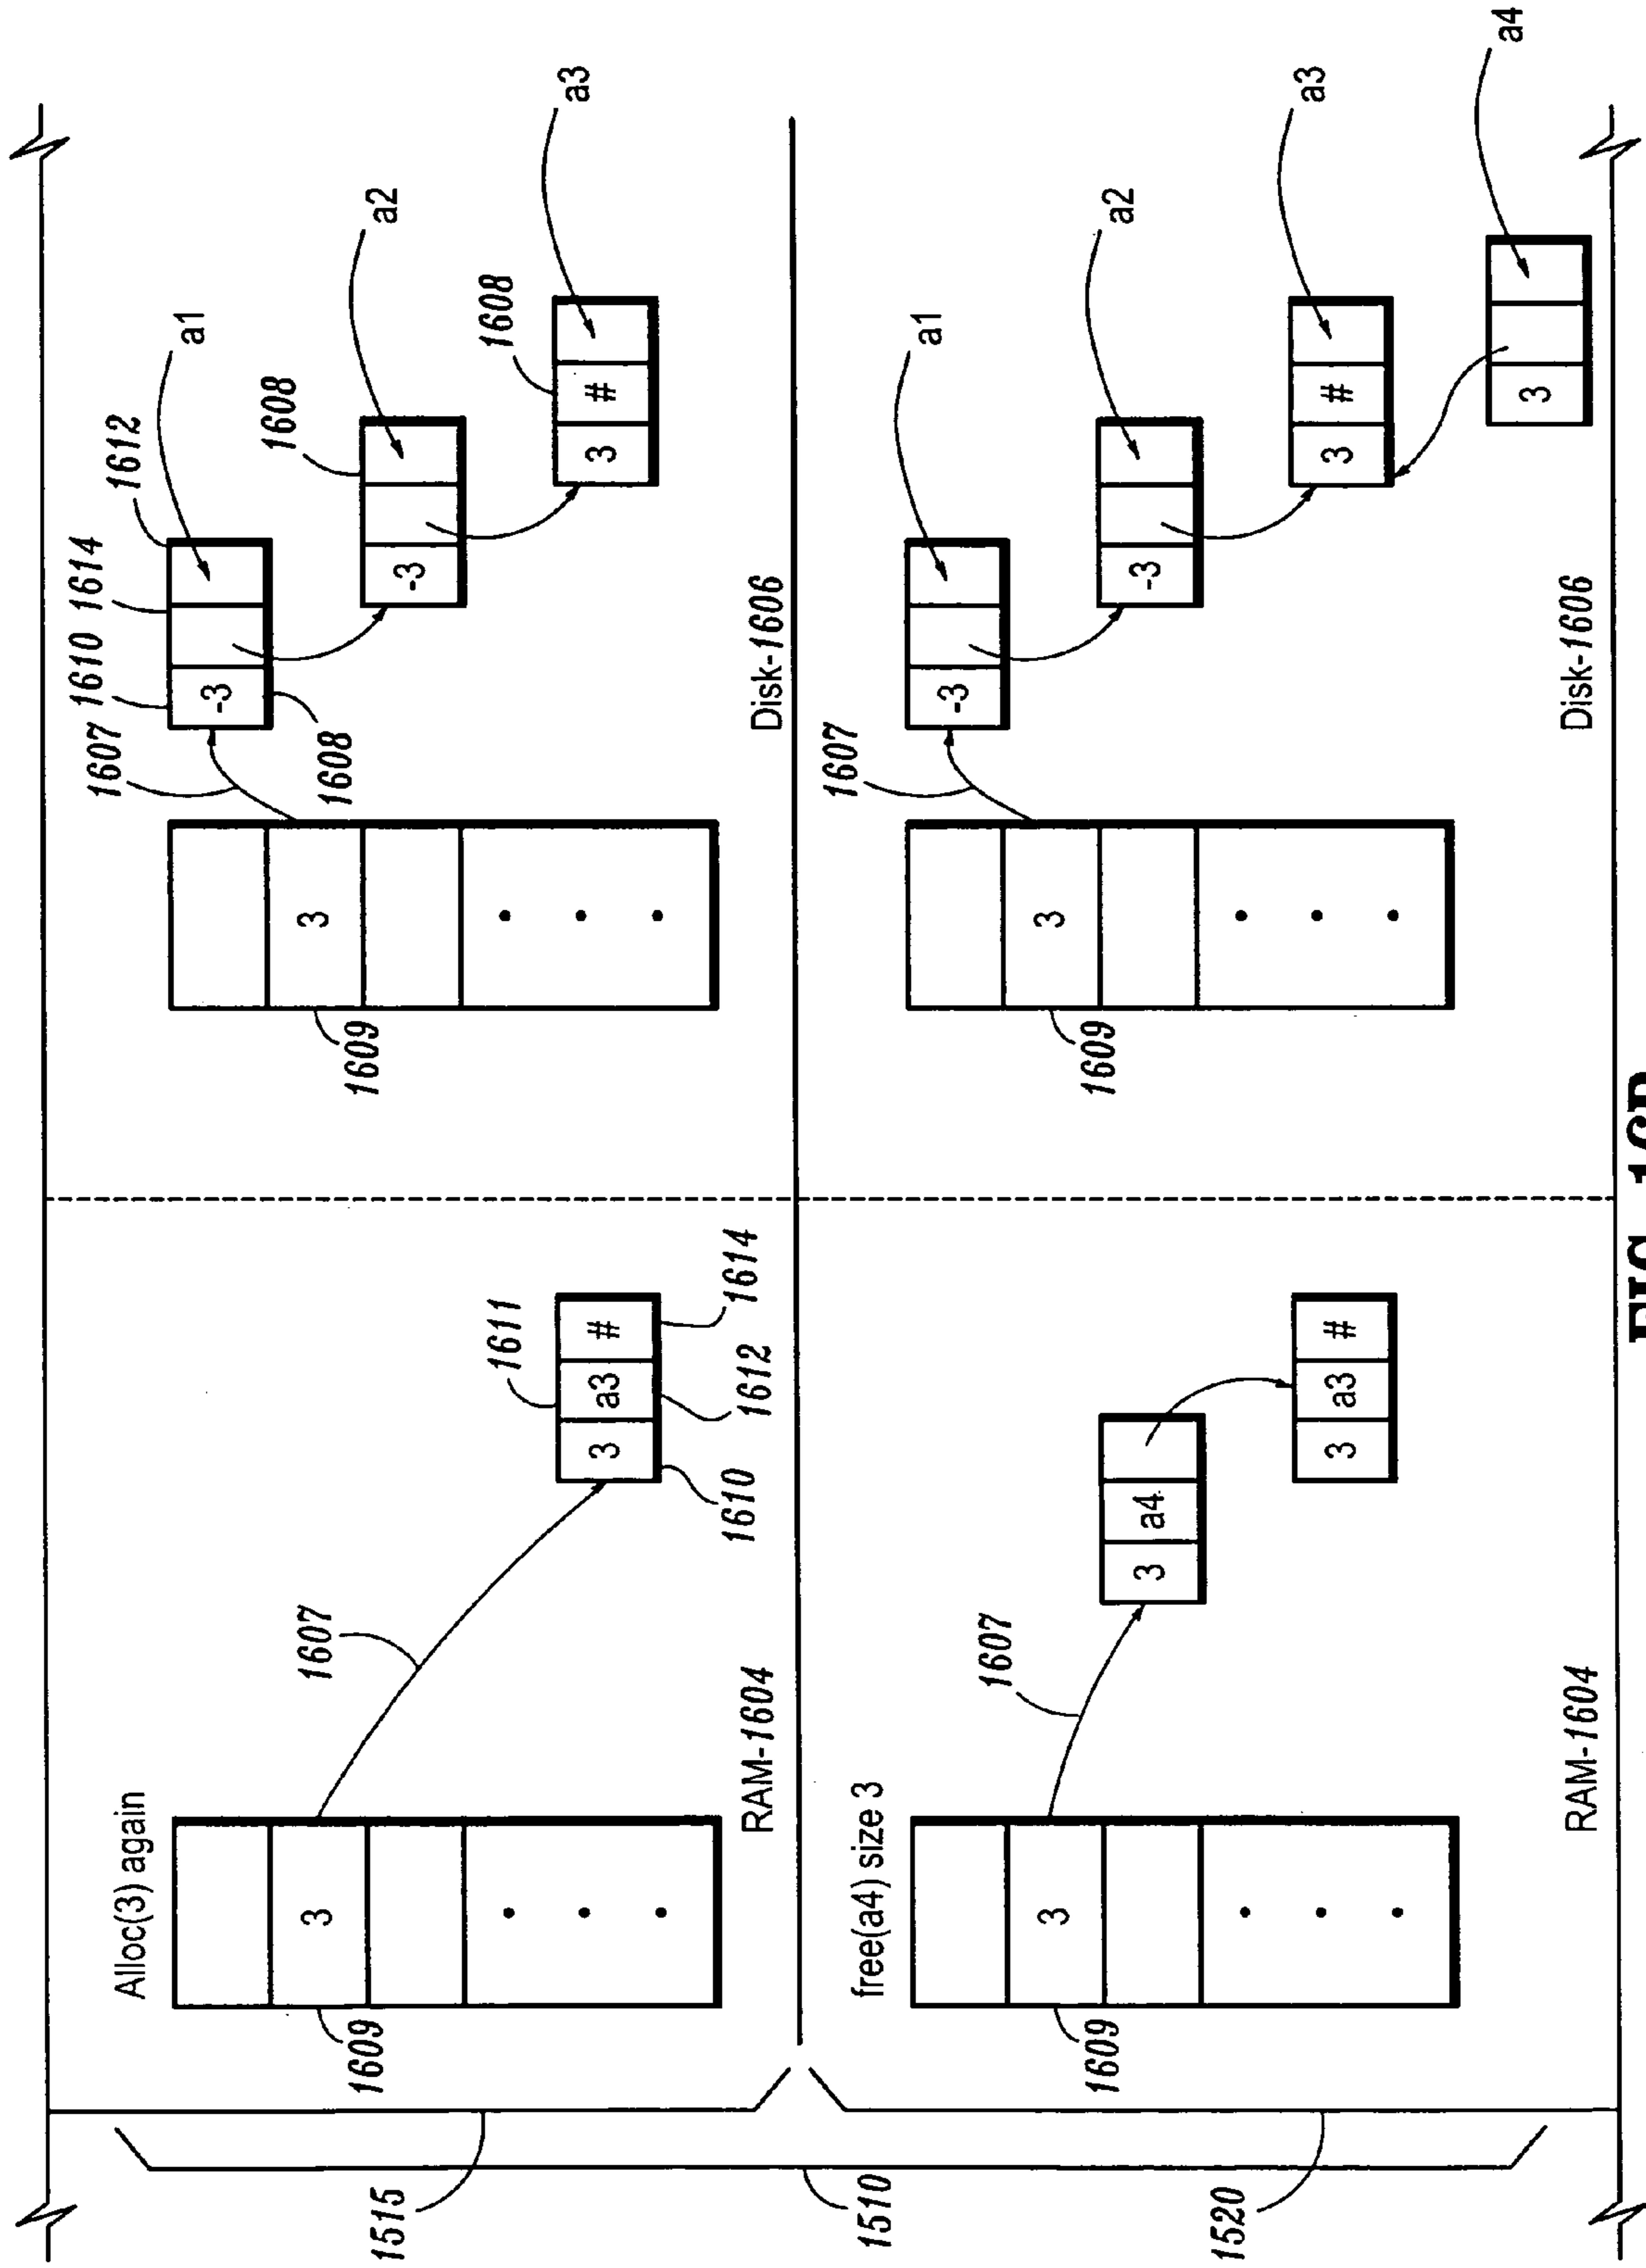 Alloc(3) again
1607
1610
1614
1612
a1
-3
1608
1608
a2
3
1609
3
1609
1607
-3
1515
1611
3
a3
#
1608
3
#
a3
1610
1612
1614
RAM-1604
Disk-1606
1510
free(a4) size 3
1607
a1
-3
1607
3
1609
3
1609
a2
-3
3
a4
1520
3
a3
#
3
#
a3
3
a4
RAM-1604
Disk-1606
FIG.